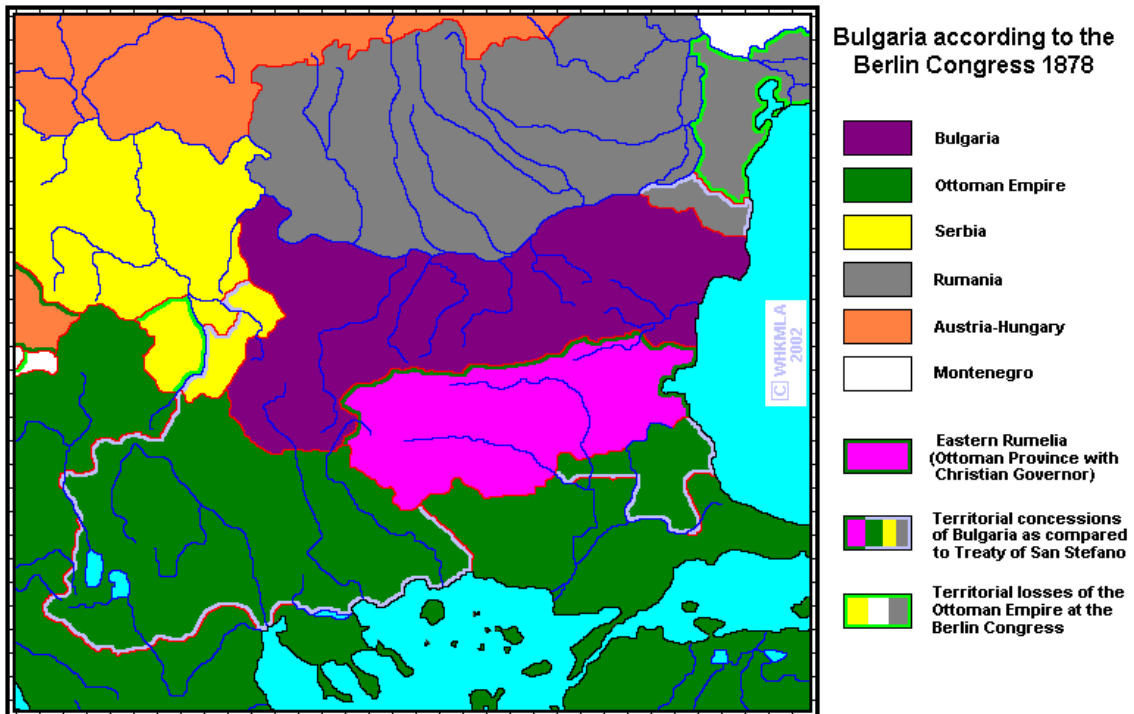 Bulgaria according to the
Berlin Congress 1878
Bulgaria
Ottoman Empire
Serbia
Rumania
Austria-Hungary
Montenegro
Eastern Rumelia
(Ottoman Province with
Christian Governor)
Territorial concessions
of Bulgaria as compared
to Treaty of San Stefano
Territorial losses of the
Ottoman Empire at the
Berlin Congress
C WHKMLA
2002